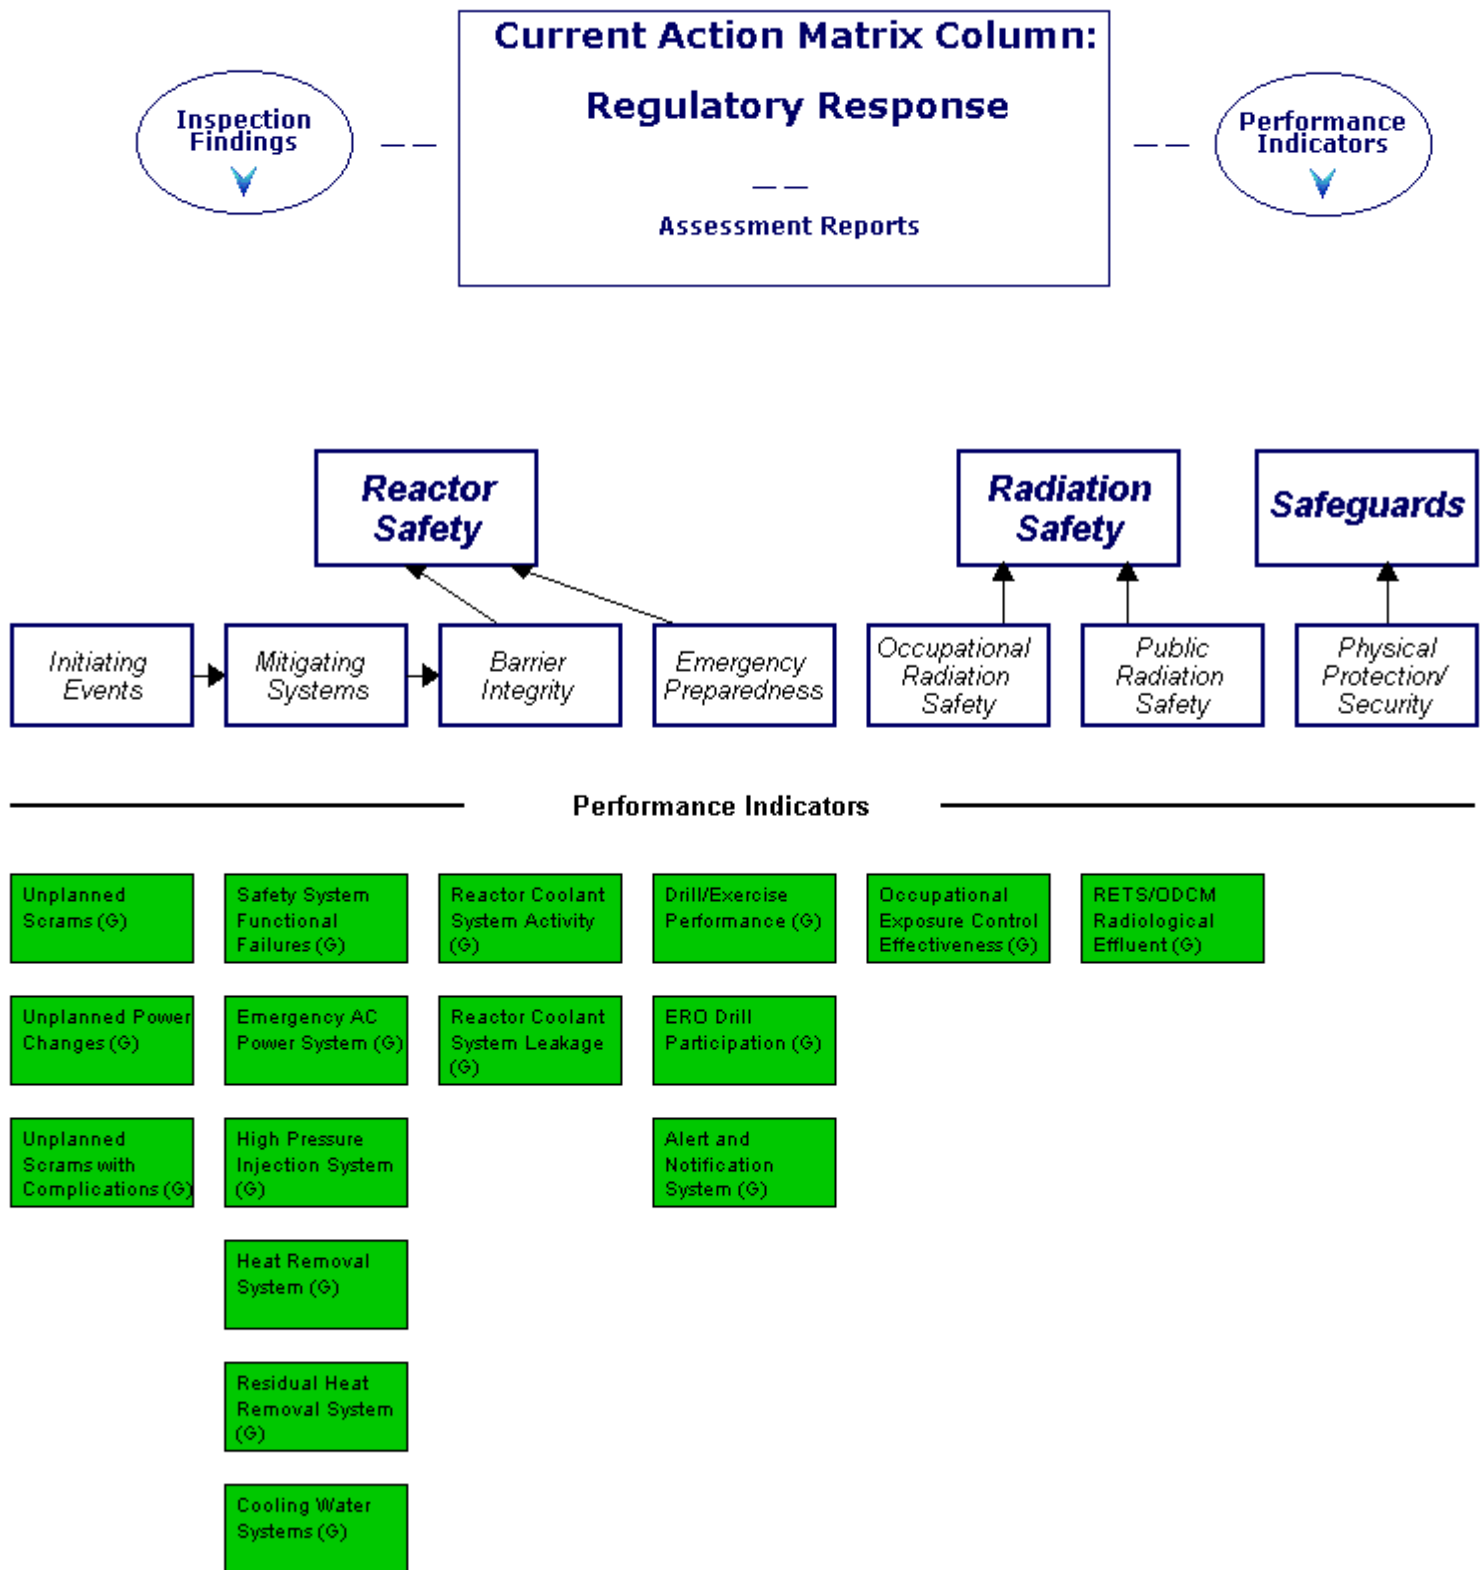 Current Action Matrix Column:
Regulatory Response
Assessment Reports
Inspection
Findings
Performance
Indicators
Reactor
Safety
Radiation
Safety
Safeguards
Initiating
Events
Mitigating
Systems
Barrier
Integrity
Emergency
Preparedness
Occupational
Radiation
Safety
Public
Radiation
Safety
Physical
Protection/
Security
Performance Indicators
Unplanned
Scrams (G)
Safety System
Functional
Failures (G)
Reactor Coolant
System Activity
(G)
Drill/Exercise
Performance (G)
Occupational
Exposure Control
Effectiveness (G)
RETS/ODCM
Radiological
Effluent (G)
Unplanned Power
Changes (G)
Emergency AC
Power System (G)
Reactor Coolant
System Leakage
(G)
ERO Drill
Participation (G)
Unplanned
Scrams with
Complications (G)
High Pressure
Injection System
(G)
Alert and
Notification
System (G)
Heat Removal
System (G)
Residual Heat
Removal System
(G)
Cooling Water
Systems (G)